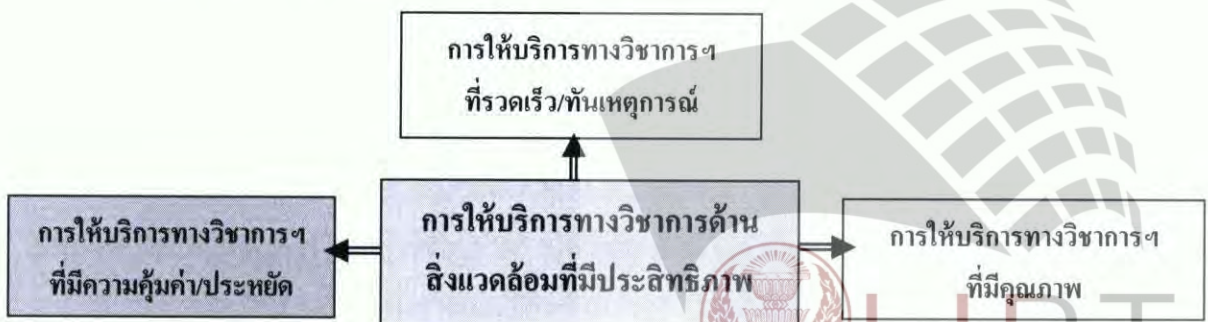 การให้บริการทางวิชาการฯ
ที่รวดเร็ว/ทันเหตุการณ์
การให้บริการทางวิชาการฯ
ที่มีความคุ้มค่า/ประหยัด
การให้บริการทางวิชาการด้าน
สิ่งแวดล้อมที่มีประสิทธิภาพ
การให้บริการทางวิชาการฯ
ที่มีคุณภาพ